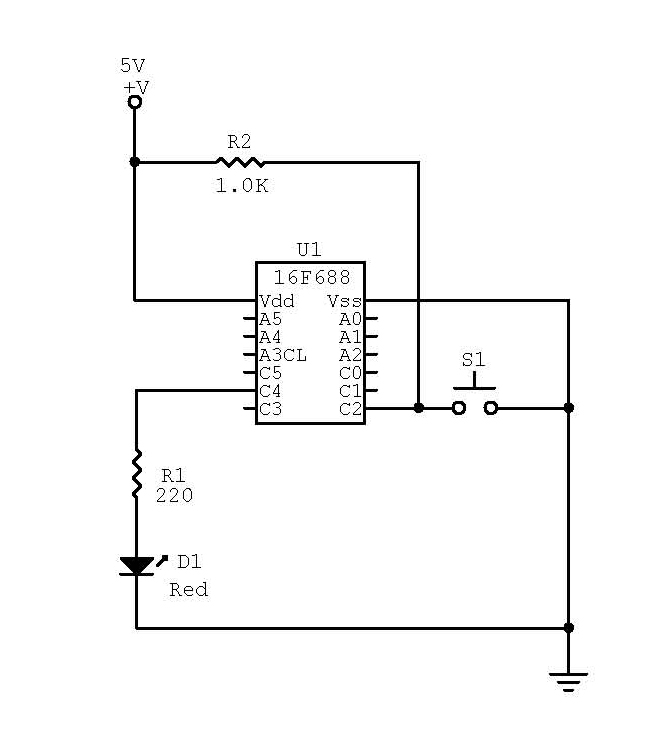 5V
+V
R2
1.0K
U1
16F688
Vdd Vss
A5 A0
A4 A1
A3CL A2
C5 C0
C4 C1
C3 C2
S1
R1
220
D1
Red